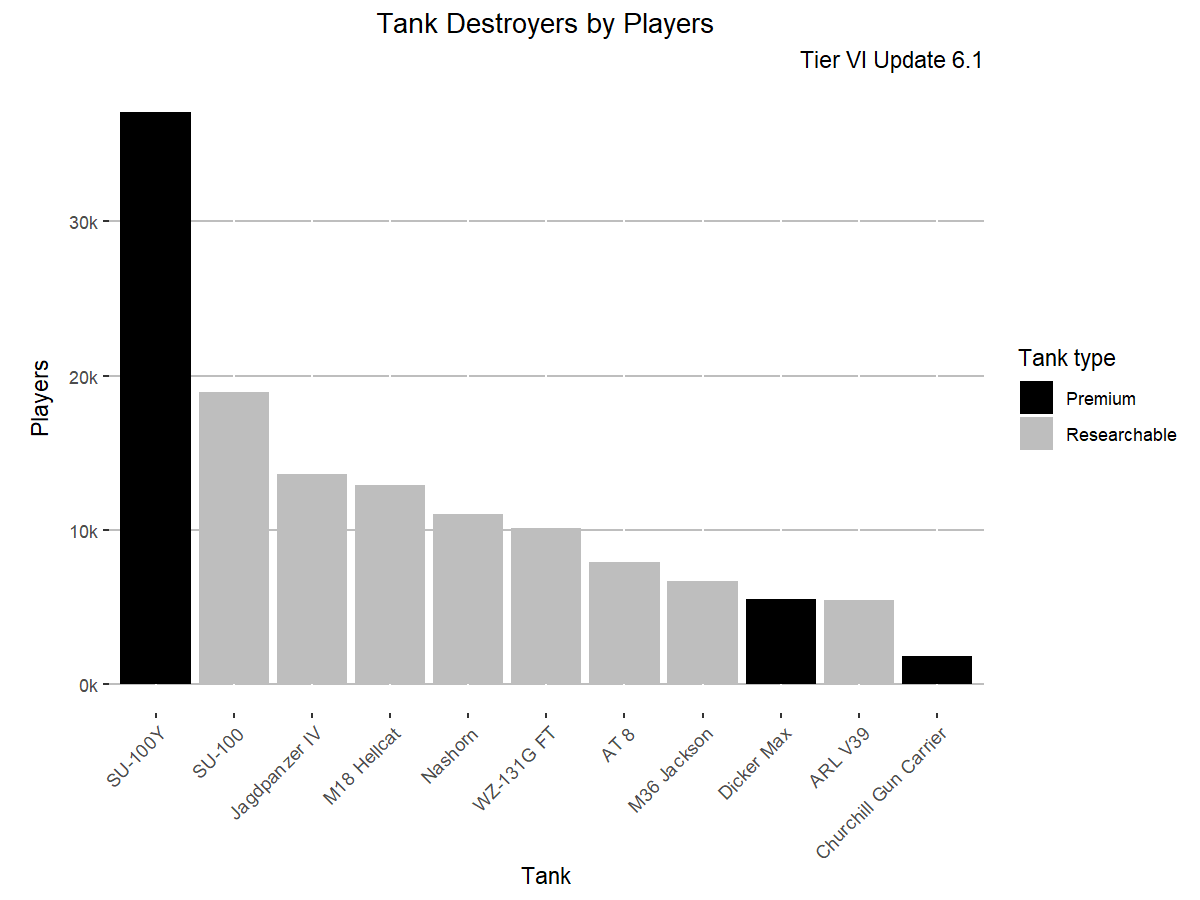 Tank Destroyers by Players
Tier VI Update 6.1
30k
20k
10k
0k
Players
SU-100Y
SU-100
Jagdpanzer IV
M18 Hellcat
Nashorn
WZ-131G FT
AT 8
M36 Jackson
Dicker Max
ARL V39
Churchill Gun Carrier
Tank
Tank type
Premium
Researchable